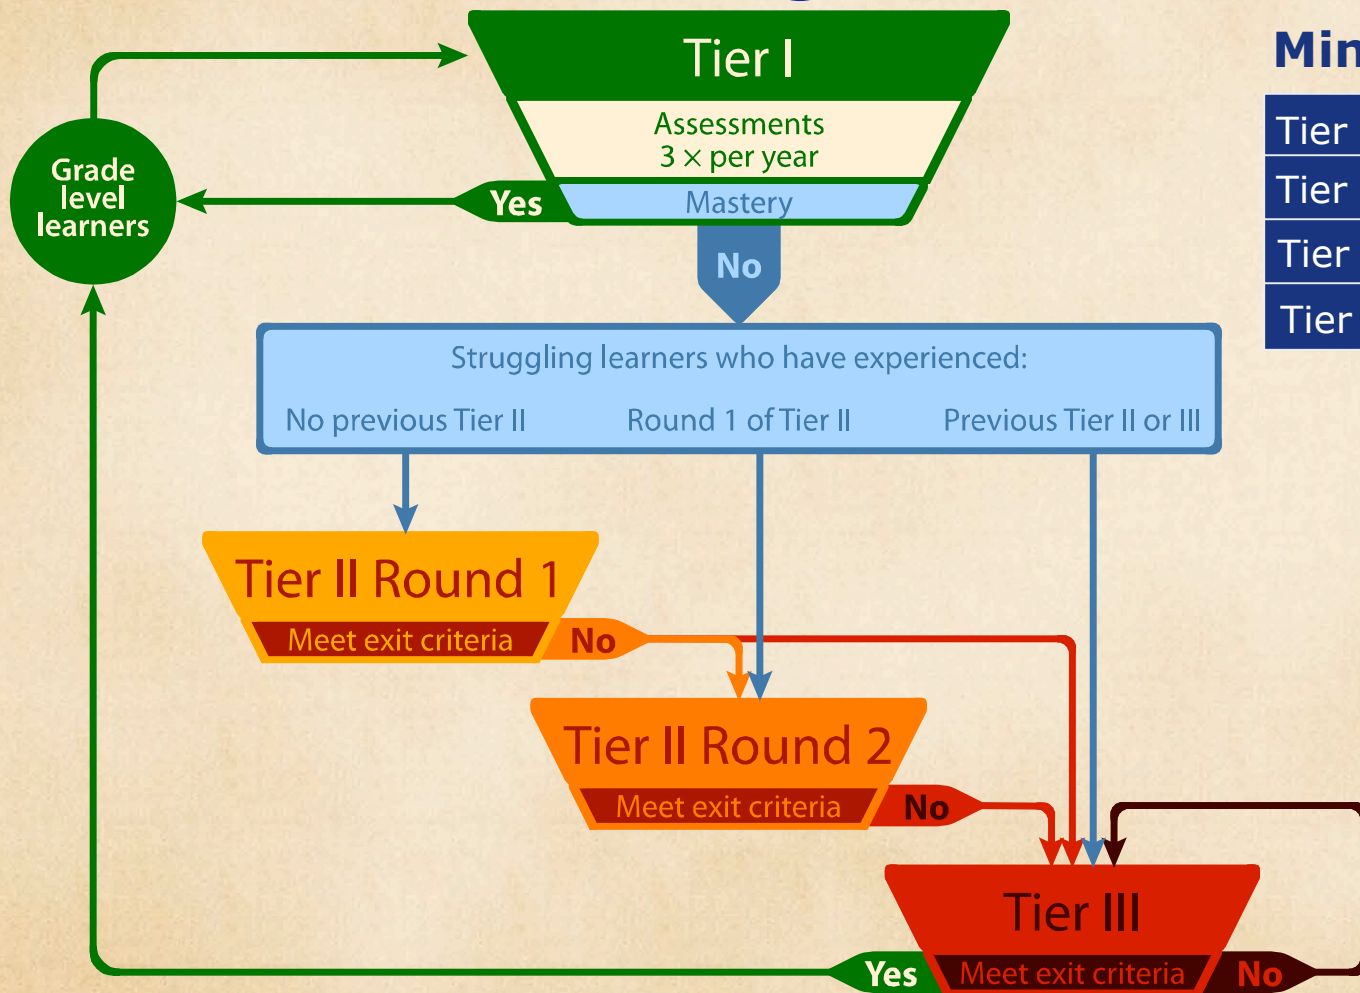 Tier I
Assessments
3 × per year
Yes
Mastery
No
Grade
level
learners
Struggling learners who have experienced:
No previous Tier II
Round 1 of Tier II
Previous Tier II or III
Tier II Round 1
Meet exit criteria
No
Tier II Round 2
Meet exit criteria
No
Tier III
Yes
Meet exit criteria
No
Tier
Tier
Tier
Tier